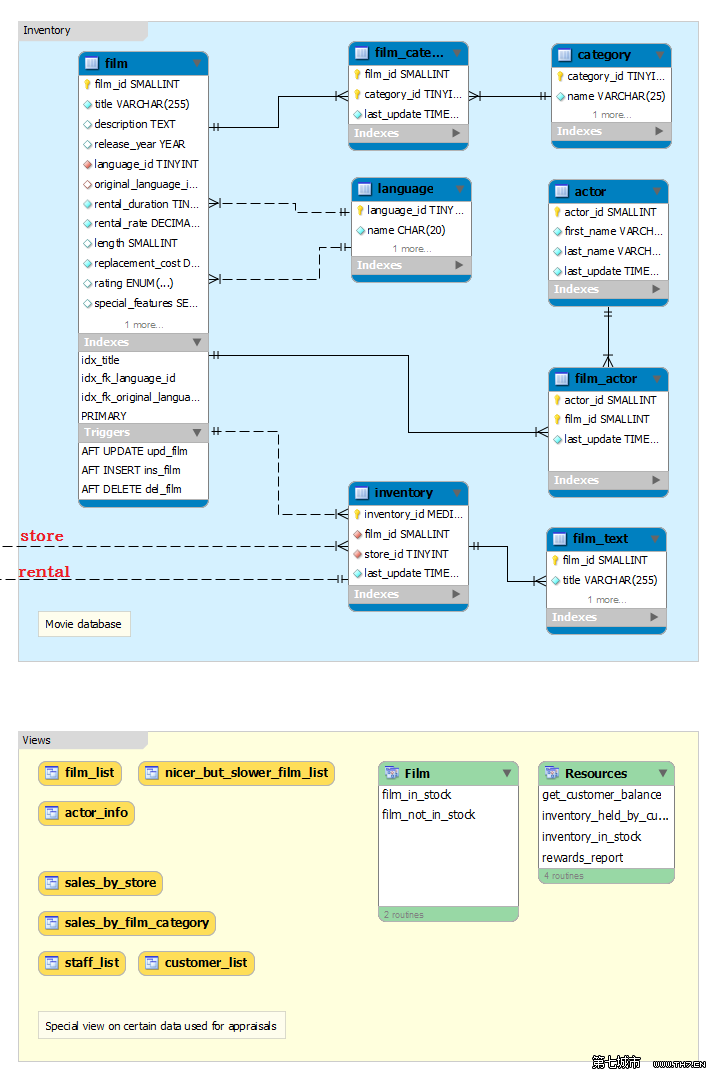 Inventory
film
film_id SMALLINT
title VARCHAR(255)
description TEXT
release_year YEAR
language_id TINYINT
original_language_i...
rental_duration TIN...
rental_rate DECIMA...
length SMALLINT
replacement_cost D...
rating ENUM(...)
special_features SE...
1 more...
Indexes
idx_title
idx_fk_language_id
idx_fk_original_langua...
PRIMARY
Triggers
AFT UPDATE upd_film
AFT INSERT ins_film
AFT DELETE del_film
film_cate...
film_id SMALLINT
category_id TINYI...
last_update TIME...
Indexes
category
category_id TINYI...
name VARCHAR(25)
1 more...
Indexes
language
language_id TINY...
name CHAR(20)
1 more...
Indexes
actor
actor_id SMALLINT
first_name VARCH...
last_name VARCH...
last_update TIME...
Indexes
film_actor
actor_id SMALLINT
film_id SMALLINT
last_update TIME...
Indexes
inventory
inventory_id MEDI...
film_id SMALLINT
store_id TINYINT
last_update TIME...
Indexes
film_text
film_id SMALLINT
title VARCHAR(255)
1 more...
Indexes
store
rental
Movie database
Views
film_list
nicer_but_slower_film_list
actor_info
sales_by_store
sales_by_film_category
staff_list
customer_list
Film
film_in_stock
film_not_in_stock
2 routines
Resources
get_customer_balance
inventory_held_by_cu...
inventory_in_stock
rewards_report
4 routines
Special view on certain data used for appraisals
第七城市 WWW.TH7.CN